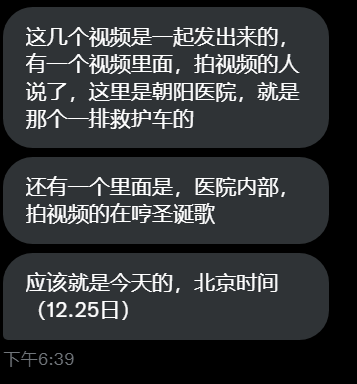 这几个视频是一起发出来的，
有一个视频里面，拍视频的人
说了，这里是朝阳医院，就是
那个一排救护车的
还有一个里面是，医院内部，
拍视频的在哼圣诞歌
应该就是今天的，北京时间
（12.25日）
下午6:39